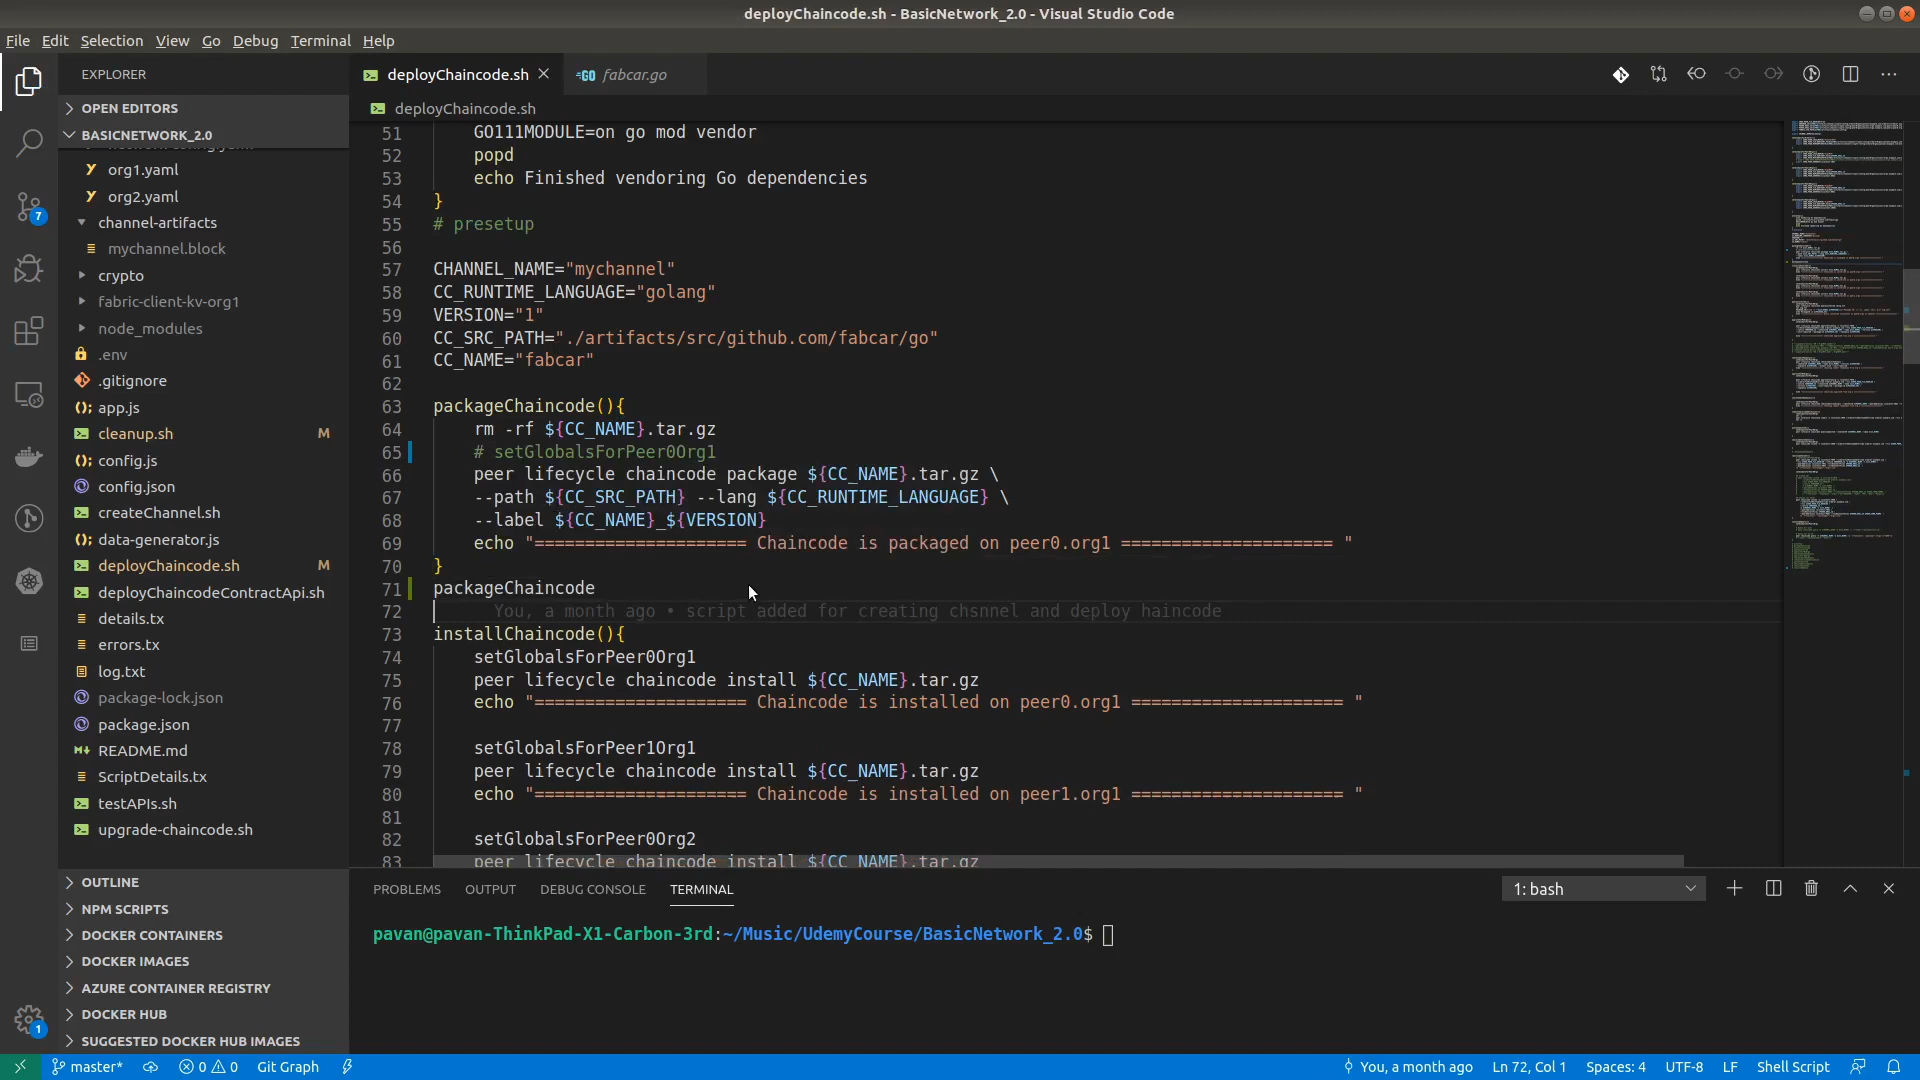 deployChaincode.sh - BasicNetwork_2.0 - Visual Studio Code
File Edit Selection View Go Debug Terminal Help
EXPLORER
OPEN EDITORS
BASICNETWORK_2.0
org1.yaml
org2.yaml
channel-artifacts
mychannel.block
crypto
fabric-client-kv-org1
node_modules
.env
.gitignore
app.js
cleanup.sh M
config.js
config.json
createChannel.sh
data-generator.js
deployChaincode.sh M
deployChaincodeContractApi.sh
details.tx
errors.tx
log.txt
package-lock.json
package.json
README.md
ScriptDetails.tx
testAPIs.sh
upgrade-chaincode.sh
OUTLINE
NPM SCRIPTS
DOCKER CONTAINERS
DOCKER IMAGES
AZURE CONTAINER REGISTRY
DOCKER HUB
SUGGESTED DOCKER HUB IMAGES
7
1
deployChaincode.sh fabcar.go
deployChaincode.sh
51 GO111MODULE=on go mod vendor
52 popd
53 echo Finished vendoring Go dependencies
54 }
55 # presetup
56
57 CHANNEL_NAME="mychannel"
58 CC_RUNTIME_LANGUAGE="golang"
59 VERSION="1"
60 CC_SRC_PATH="./artifacts/src/github.com/fabcar/go"
61 CC_NAME="fabcar"
62
63 packageChaincode(){
64 rm -rf ${CC_NAME}.tar.gz
65 # setGlobalsForPeer0Org1
66 peer lifecycle chaincode package ${CC_NAME}.tar.gz \
67 --path ${CC_SRC_PATH} --lang ${CC_RUNTIME_LANGUAGE} \
68 --label ${CC_NAME}_${VERSION}
69 echo "===================== Chaincode is packaged on peer0.org1 ===================== "
70 }
71 packageChaincode
72 You, a month ago • script added for creating chsnnel and deploy haincode
73 installChaincode(){
74 setGlobalsForPeer0Org1
75 peer lifecycle chaincode install ${CC_NAME}.tar.gz
76 echo "===================== Chaincode is installed on peer0.org1 ===================== "
77
78 setGlobalsForPeer1Org1
79 peer lifecycle chaincode install ${CC_NAME}.tar.gz
80 echo "===================== Chaincode is installed on peer1.org1 ===================== "
81
82 setGlobalsForPeer0Org2
83 peer lifecycle chaincode install ${CC_NAME}.tar.gz
PROBLEMS OUTPUT DEBUG CONSOLE TERMINAL 1: bash
pavan@pavan-ThinkPad-X1-Carbon-3rd:~/Music/UdemyCourse/BasicNetwork_2.0$
master* 0 0 Git Graph You, a month ago Ln 72, Col 1 Spaces: 4 UTF-8 LF Shell Script